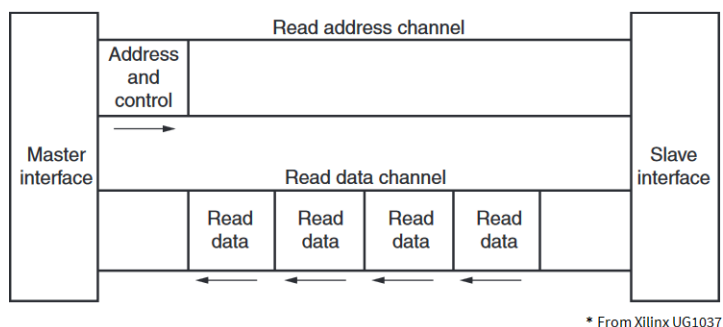 Read address channel
Address
and
control
Master
interface
Slave
interface
Read data channel
Read
data
Read
data
Read
data
Read
data
* From Xilinx UG1037